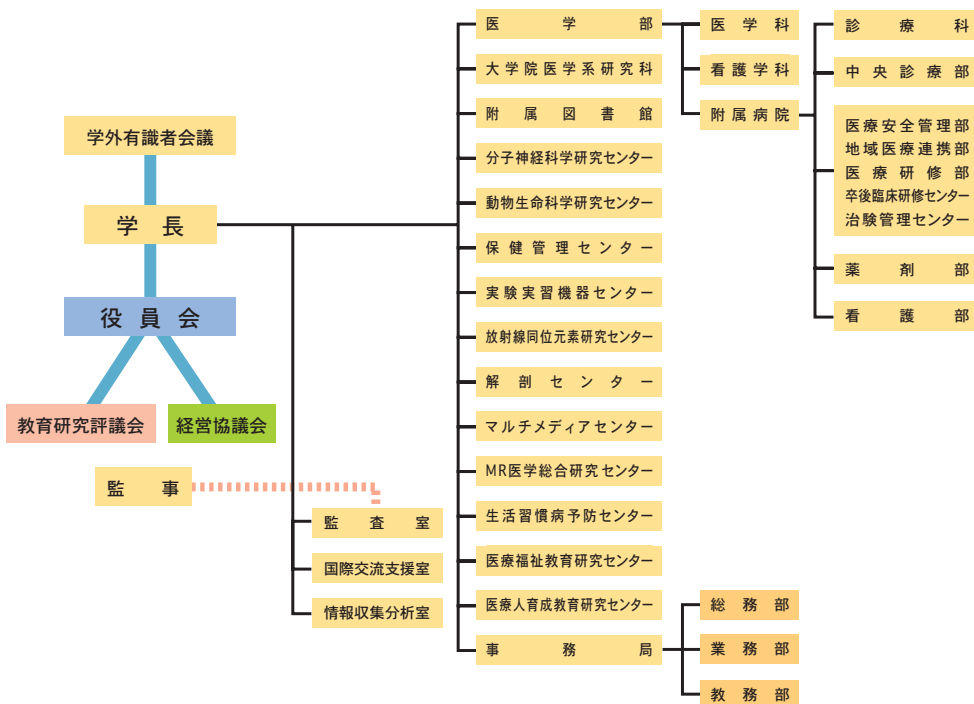 学外有識者会議
学長
役員会
教育研究評議会
経営協議会
監事
監査室
国際交流支援室
情報収集分析室
医学部
大学院医学系研究科
附属図書館
分子神経科学研究センター
動物生命科学研究センター
保健管理センター
実験実習機器センター
放射線同位元素研究センター
解剖センター
マルチメディアセンター
MR医学総合研究センター
生活習慣病予防センター
医療福祉教育研究センター
医療人育成教育研究センター
事務局
医学科
看護学科
附属病院
診療科
中央診療部
医療安全管理部
地域医療連携部
医療研修部
卒後臨床研修センター
治験管理センター
薬剤部
看護部
総務部
業務部
教務部